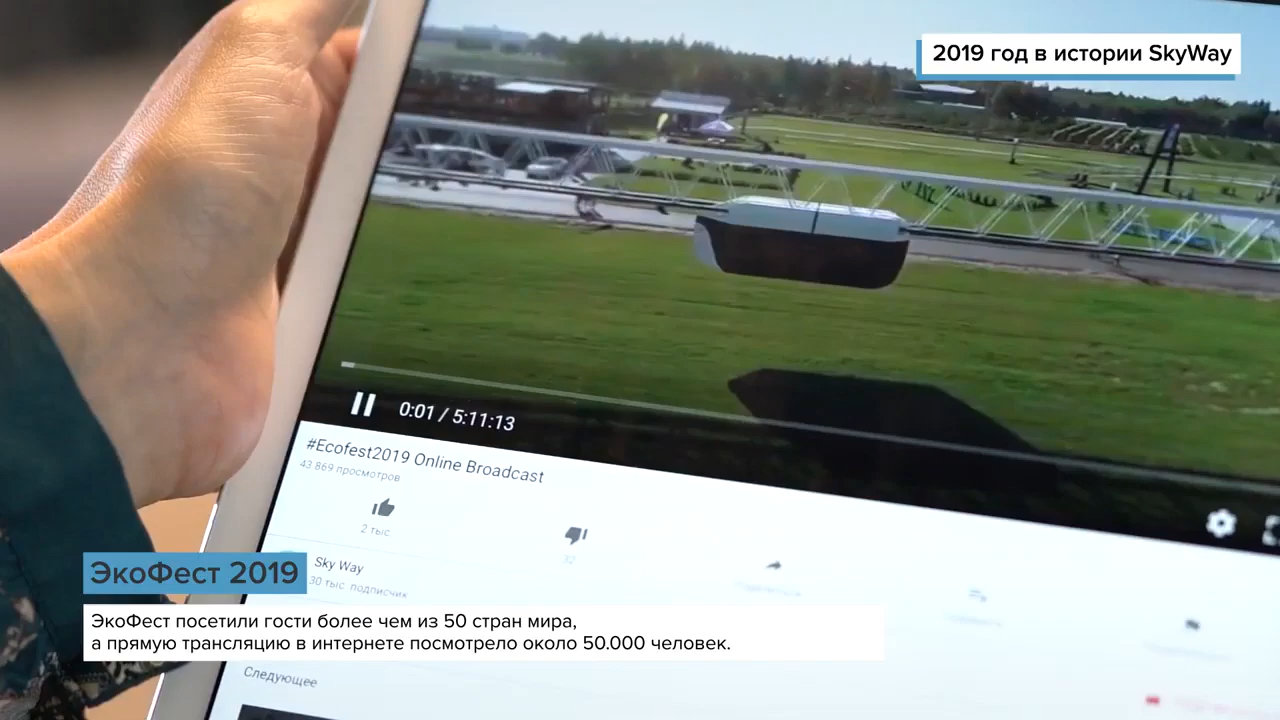 2019 год в истории SkyWay
0:01 / 5:11:13
#Ecofest2019 Online Broadcast
43 869 просмотров
2 тыс
32
Sky Way
30 тыс. подписчик
ЭкоФест 2019
ЭкоФест посетили гости более чем из 50 стран мира,
а прямую трансляцию в интернете посмотрело около 50.000 человек.
Следующее